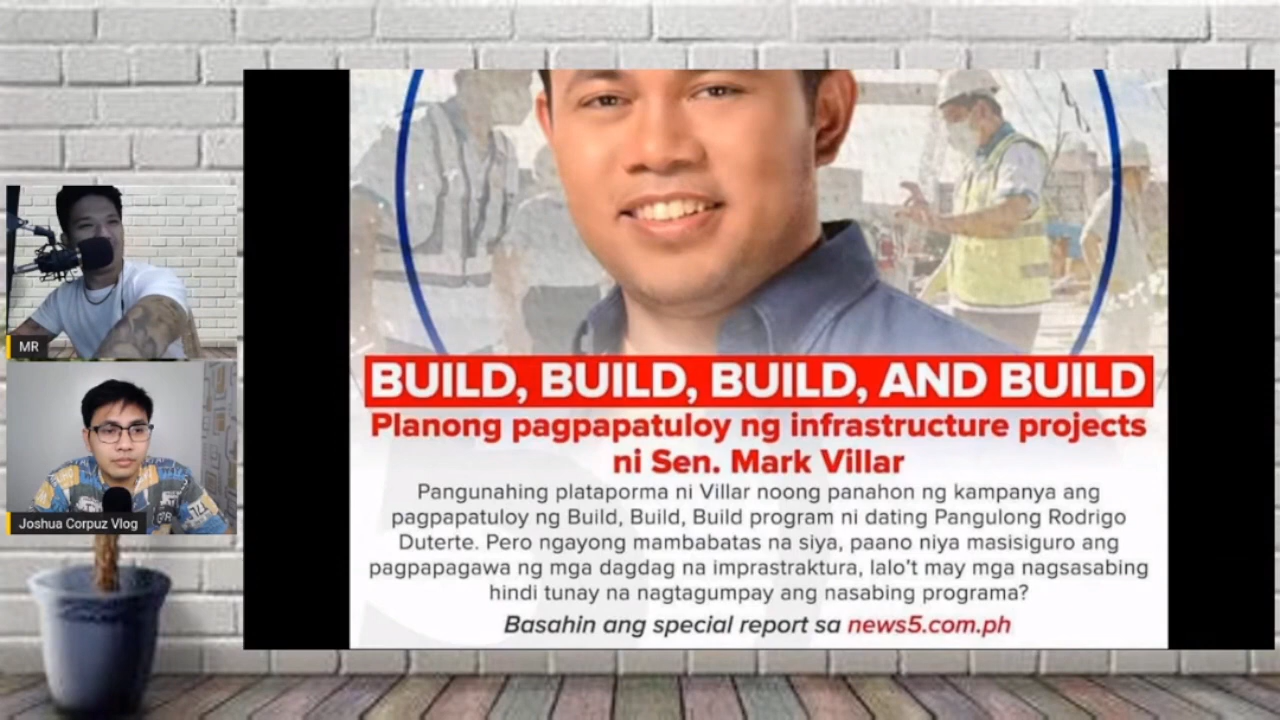 MR
Joshua Corpuz Vlog
BUILD, BUILD, BUILD, AND BUILD
Planong pagpapatuloy ng infrastructure projects
ni Sen. Mark Villar
Pangunahing plataporma ni Villar noong panahon ng kampanya ang
pagpapatuloy ng Build, Build, Build program ni dating Pangulong Rodrigo
Duterte. Pero ngayong mambabatas na siya, paano niya masisiguro ang
pagpapagawa ng mga dagdag na imprastraktura, lalo't may mga nagsasabing
hindi tunay na nagtagumpay ang nasabing programa?
Basahin ang special report sa news5.com.ph